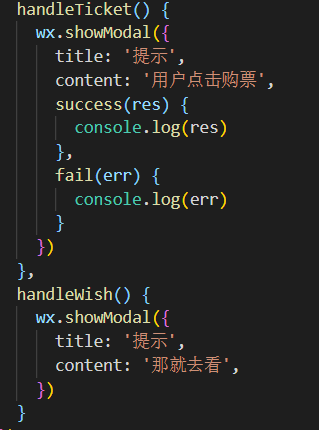 handleTicket() {
  wx.showModal({
    title: '提示',
    content: '用户点击购票',
    success(res) {
      console.log(res)
    },
    fail(err) {
      console.log(err)
    }
  })
},
handleWish() {
  wx.showModal({
    title: '提示',
    content: '那就去看',
  })
}